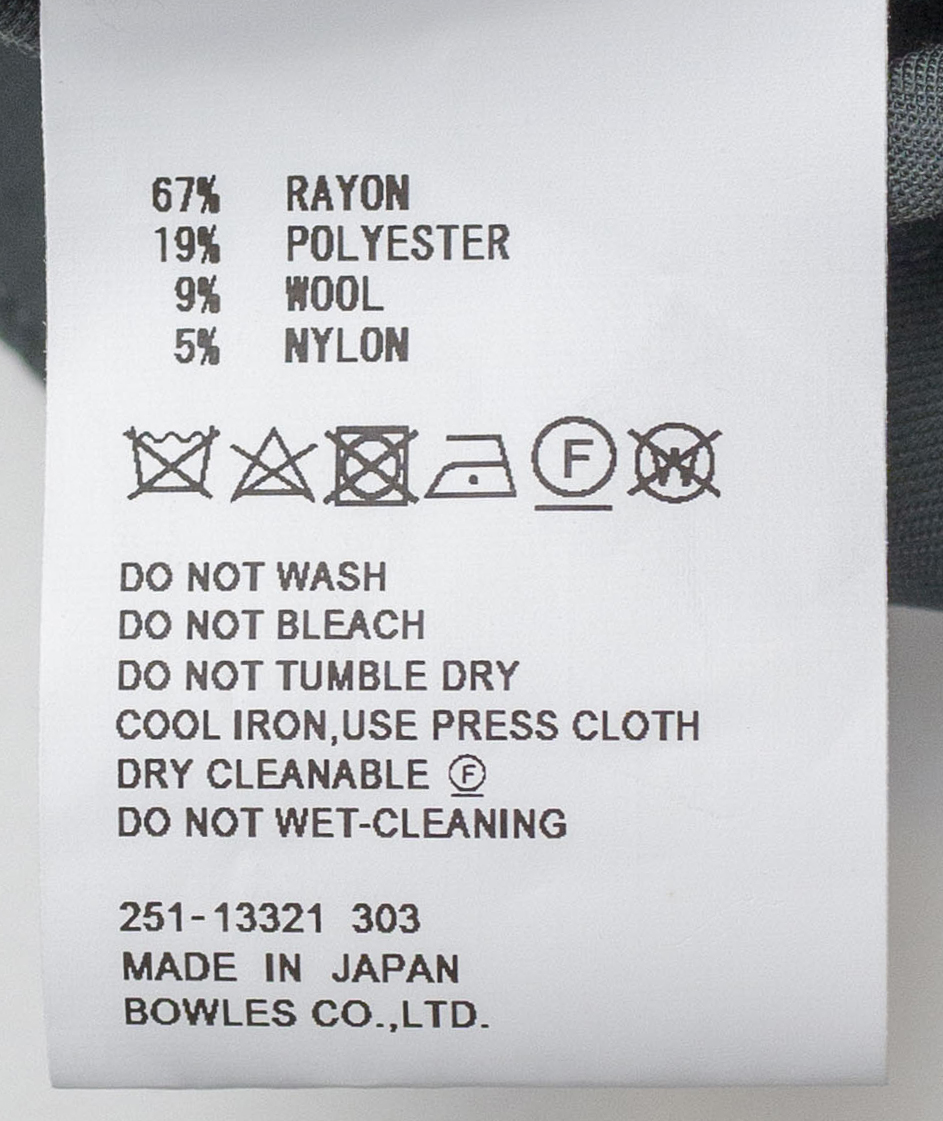 67% RAYON
19% POLYESTER
9% WOOL
5% NYLON
F W
DO NOT WASH
DO NOT BLEACH
DO NOT TUMBLE DRY
COOL IRON,USE PRESS CLOTH
DRY CLEANABLE Ⓕ
DO NOT WET-CLEANING
251-13321 303
MADE IN JAPAN
BOWLES CO.,LTD.